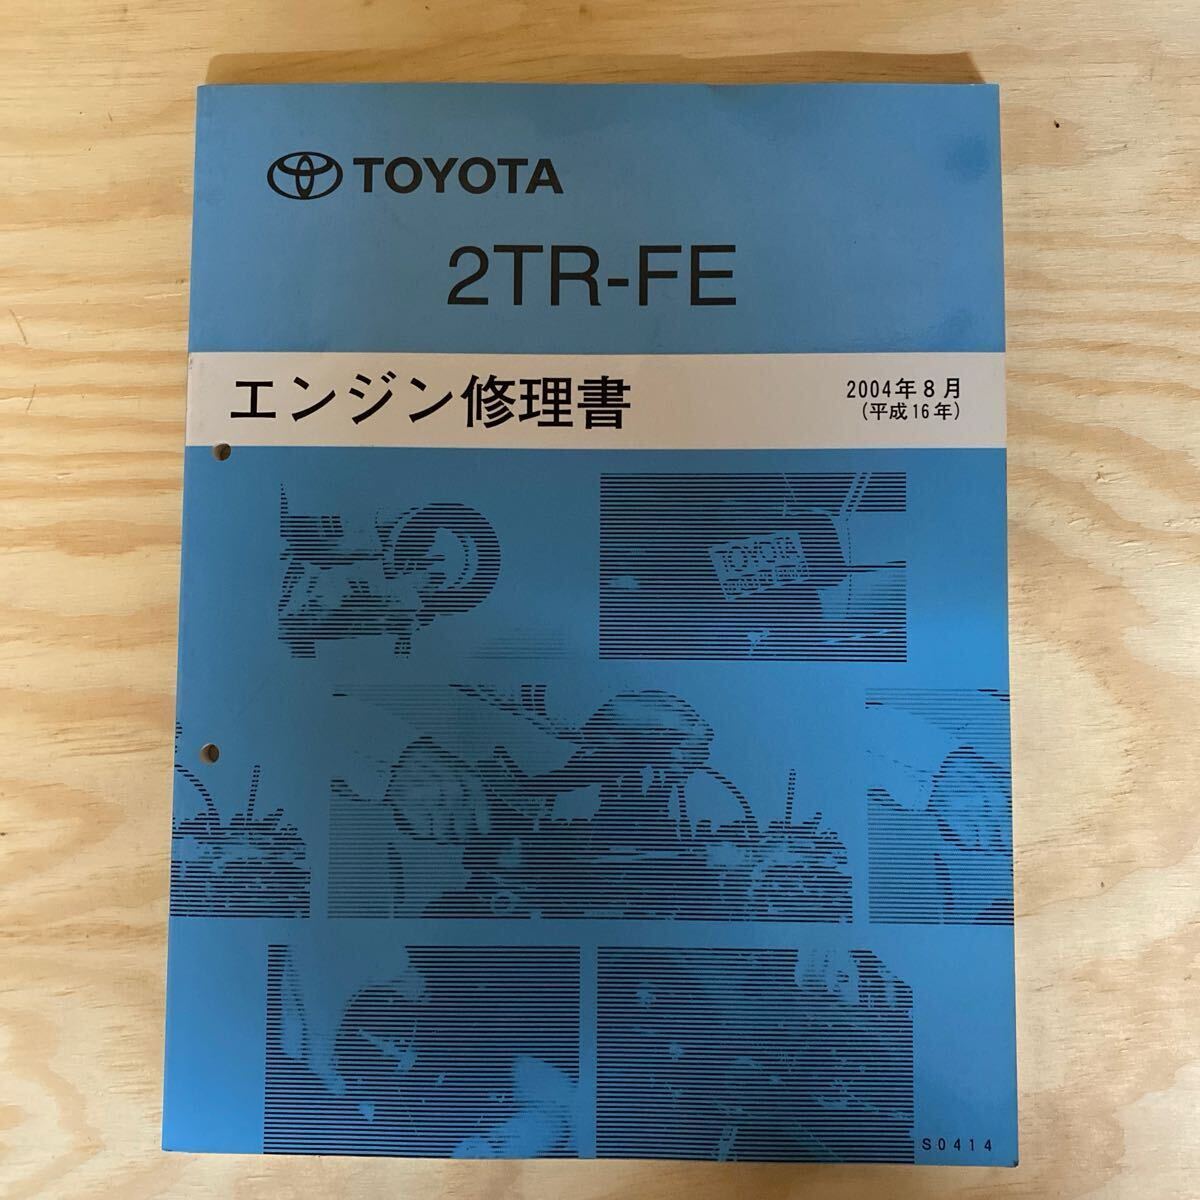 TOYOTA
2TR-FE
エンジン修理書
2004年8月
(平成16年)
TOYOTA
S0414